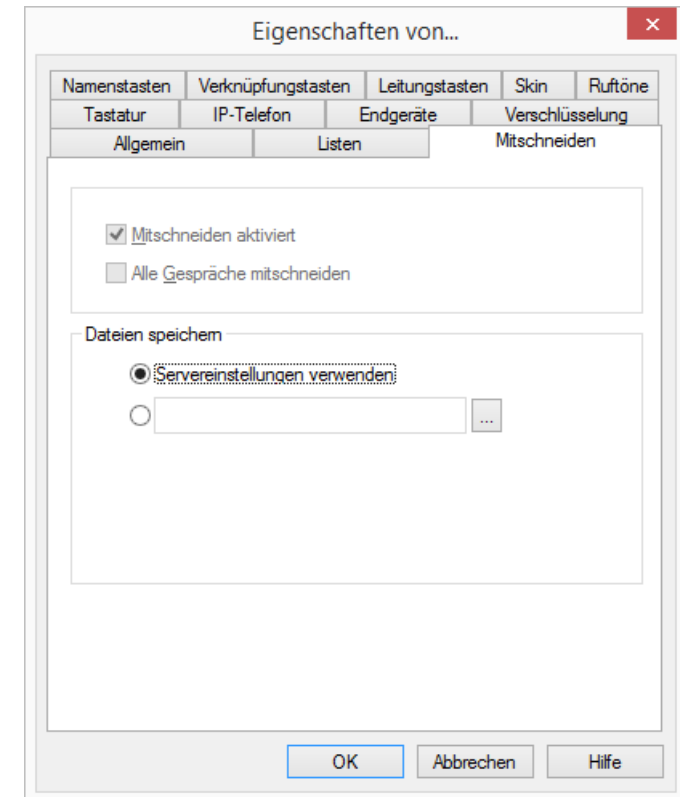 Eigenschaften von...
Namenstasten Verknüpfungstasten Leitungstasten Skin Ruftöne
Tastatur IP-Telefon Endgeräte Verschlüsselung
Allgemein Listen Mitschneiden
Mitschneiden aktiviert
Alle Gespräche mitschneiden
Dateien speichern
Servereinstellungen verwenden
...
OK Abbrechen Hilfe